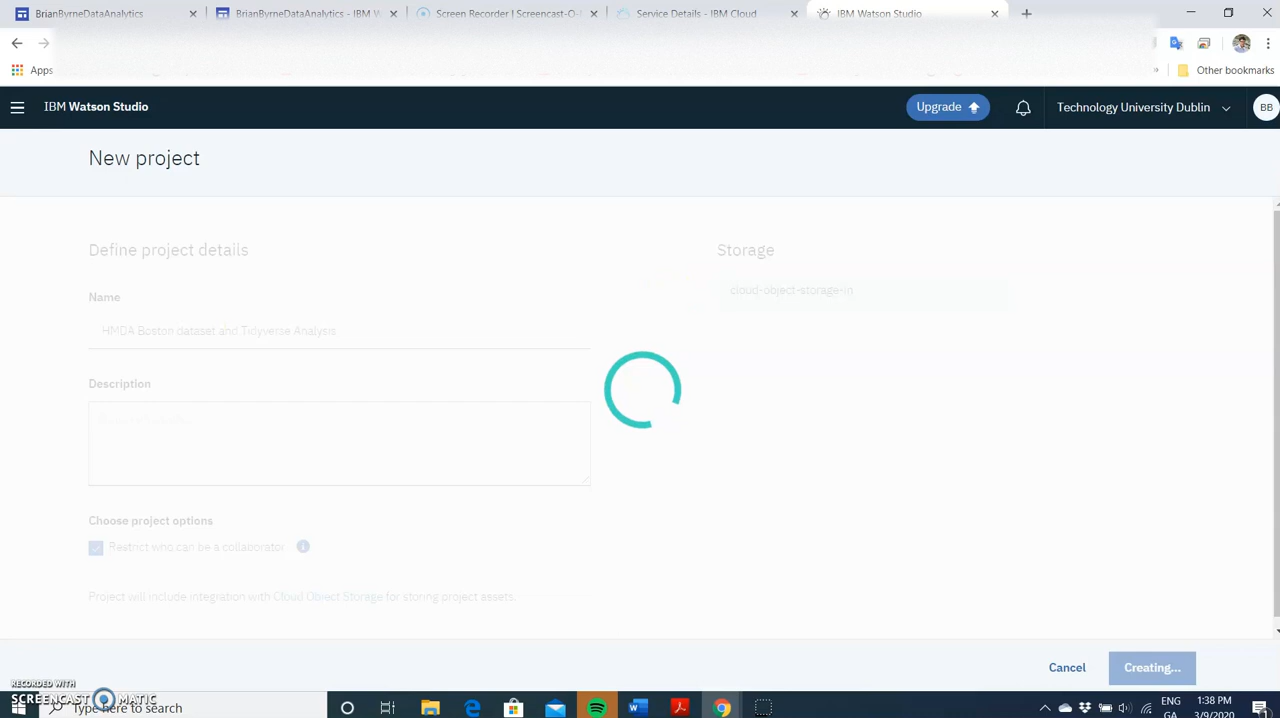 BrianByrneDataAnalytics
BrianByrneDataAnalytics - IBM W
Screen Recorder | Screencast-O-
Service Details - IBM Cloud
IBM Watson Studio
Apps
»
Other bookmarks
IBM Watson Studio
Upgrade
Technology University Dublin
BB
New project
Define project details
Storage
Name
cloud-object-storage-in
HMDA Boston dataset and Tidyverse Analysis
Description
Choose project options
Restrict who can be a collaborator
Project will include integration with Cloud Object Storage for storing project assets.
Cancel
Creating...
RECORDED WITH
SCREENCAST MATIC
Type here to search
ENG
GA
1:38 PM
3/9/2020